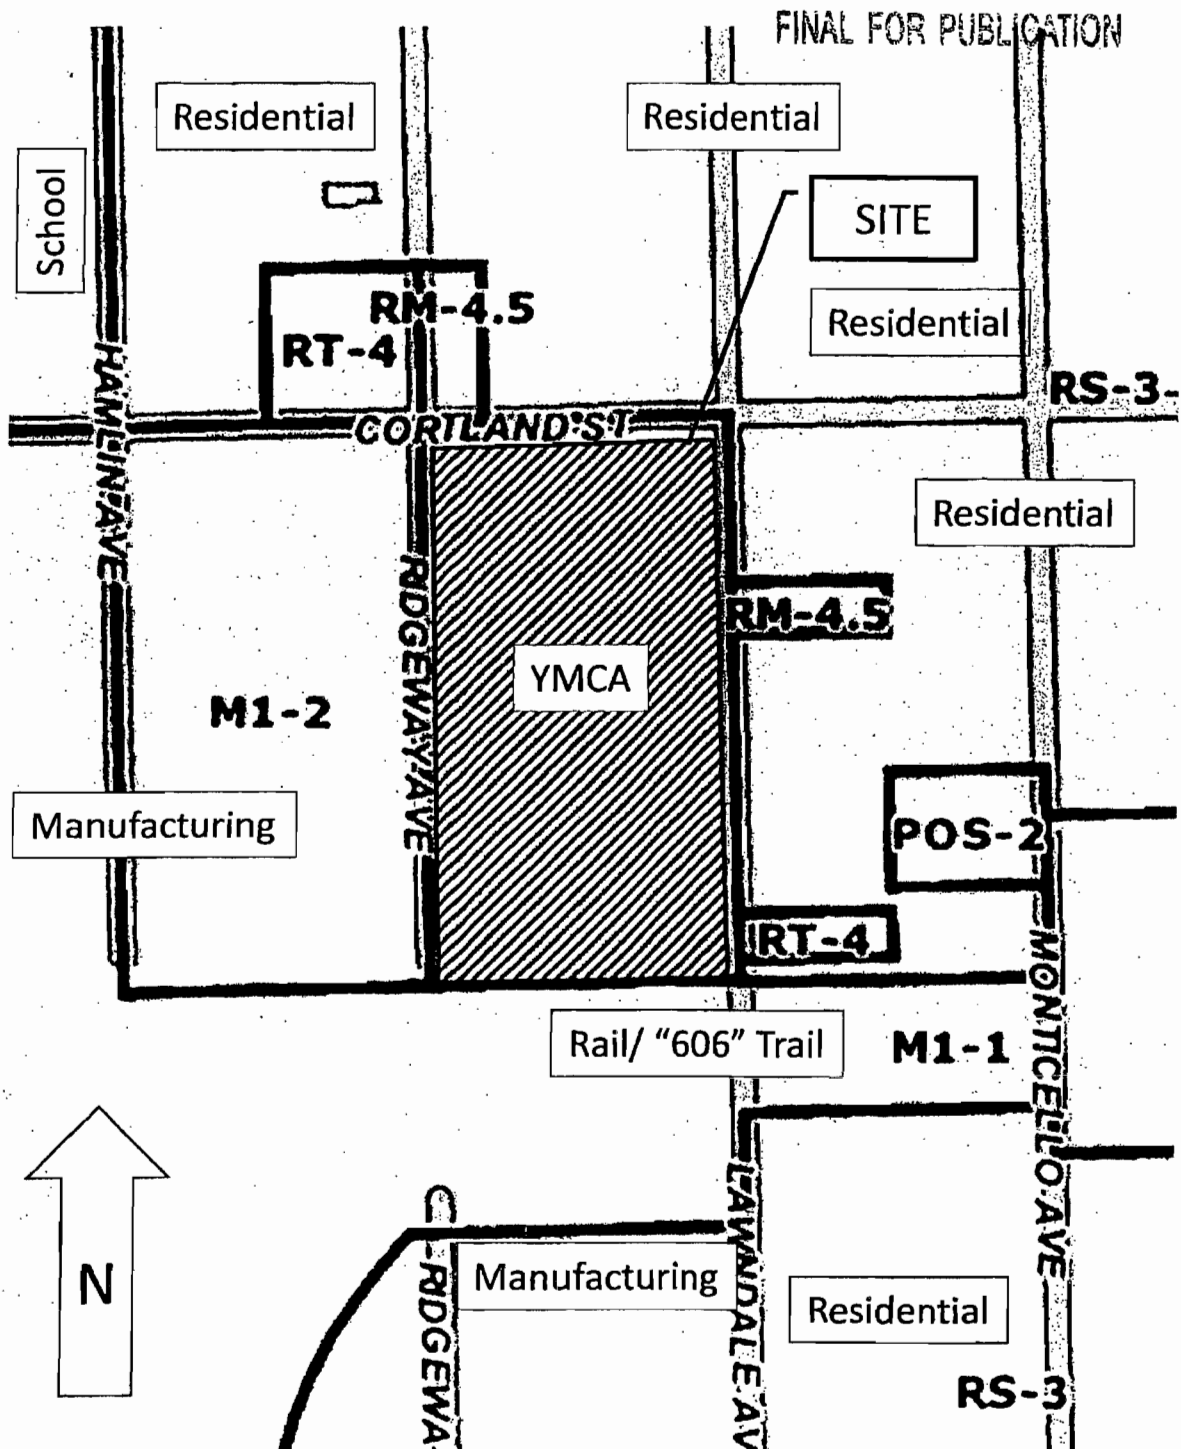 FINAL FOR PUBLICATION
Residential
Residential
School
SITE
RM-4.5
Residential
RT-4
RS-3-
HAMLIN AVE
CORTLAND ST
Residential
RIDGEWAY AVE
RM-4.5
YMCA
M1-2
Manufacturing
POS-2
RT-4
MONTICELLO AVE
Rail/ “606” Trail
M1-1
LAWNDALE AV
N
RIDGEWA
Manufacturing
Residential
RS-3